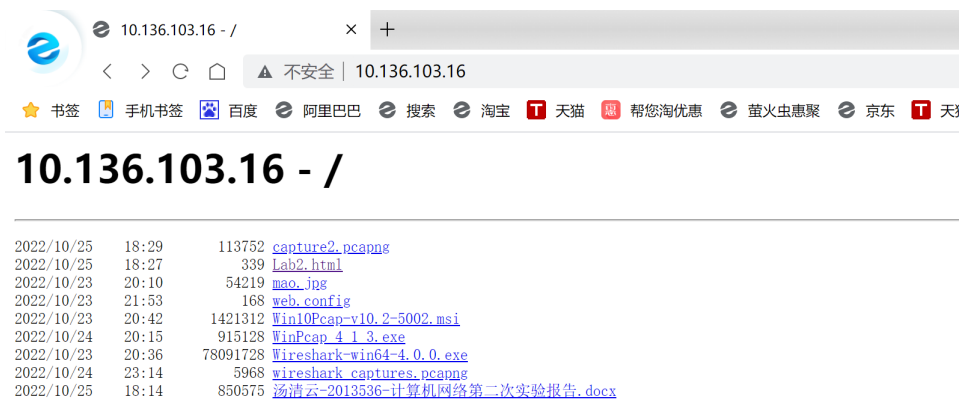 10.136.103.16 - /
不安全 10.136.103.16
书签 手机书签 百度 阿里巴巴 搜索 淘宝 T 天猫 惠 帮您淘优惠 萤火虫惠聚 京东 T 天
10.136.103.16 - /
2022/10/25 18:29 113752 capture2.pcapng
2022/10/25 18:27 339 Lab2.html
2022/10/23 20:10 54219 mao.jpg
2022/10/23 21:53 168 web.config
2022/10/23 20:42 1421312 Win10Pcap-v10.2-5002.msi
2022/10/24 20:15 915128 WinPcap_4_1_3.exe
2022/10/23 20:36 78091728 Wireshark-win64-4.0.0.exe
2022/10/24 23:14 5968 wireshark_captures.pcapng
2022/10/25 18:14 850575 汤清云-2013536-计算机网络第二次实验报告.docx